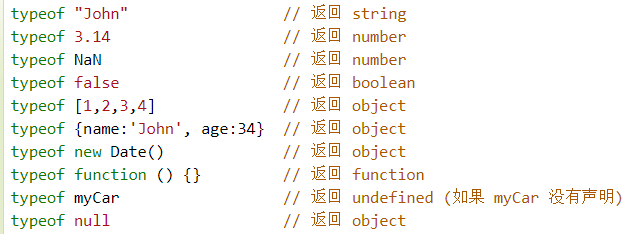 typeof "John"                 // 返回 string
typeof 3.14                   // 返回 number
typeof NaN                    // 返回 number
typeof false                  // 返回 boolean
typeof [1,2,3,4]              // 返回 object
typeof {name:'John', age:34}  // 返回 object
typeof new Date()             // 返回 object
typeof function () {}         // 返回 function
typeof myCar                  // 返回 undefined (如果 myCar 没有声明)
typeof null                   // 返回 object